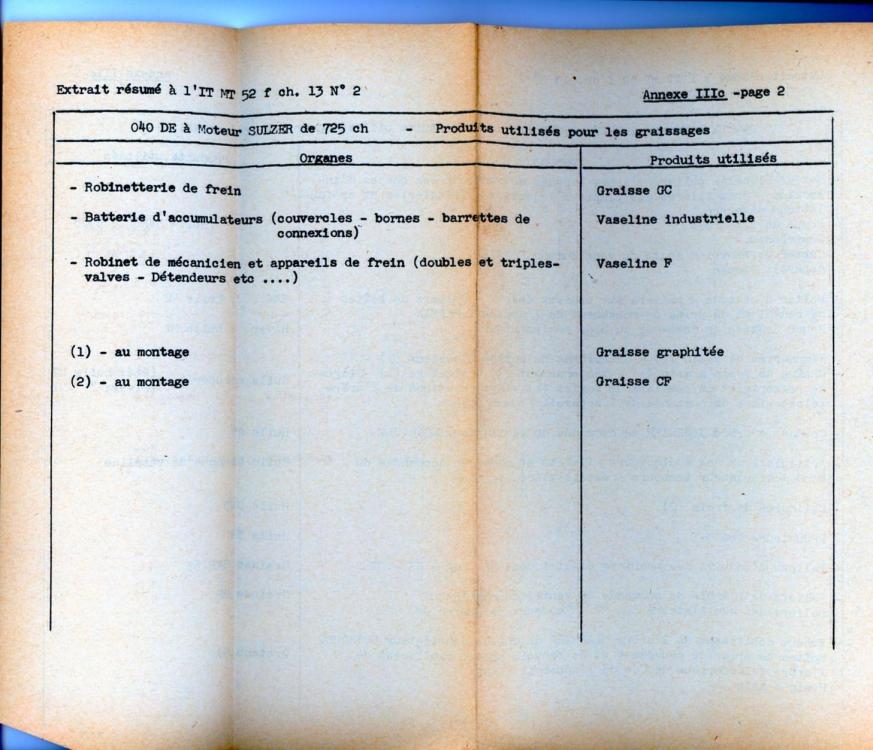 Extrait résumé à l'IT MT 52 f ch. 13 N° 2
Annexe IIIc -page 2
040 DE à Moteur SULZER de 725 ch - Produits utilisés pour les graissages
Organes
Produits utilisés
- Robinetterie de frein
Graisse GC
- Batterie d'accumulateurs (couvercles - bornes - barrettes de
connexions)
Vaseline industrielle
- Robinet de mécanicien et appareils de frein (doubles et triples-
valves - Détendeurs etc ....)
Vaseline F
(1) - au montage
Graisse graphitée
(2) - au montage
Graisse CF